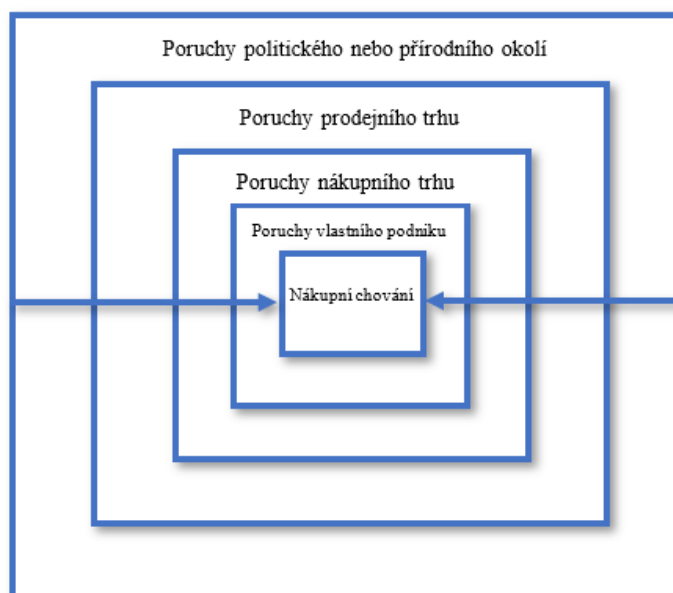 Poruchy politického nebo přírodního okolí
Poruchy prodejního trhu
Poruchy nákupního trhu
Poruchy vlastního podniku
Nákupní chování